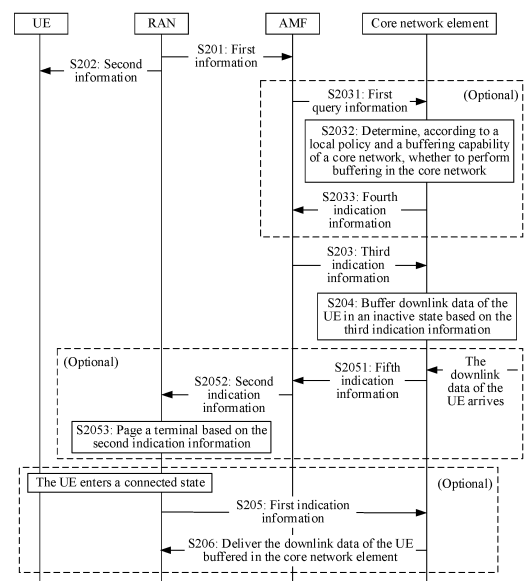 UE
RAN
AMF
Core network element
S201: First
information
S202: Second
information
(Optional)
S2031: First
query information
S2032: Determine, according to a
local policy and a buffering capability
of a core network, whether to perform
buffering in the core network
S2033: Fourth
indication
information
S203: Third
indication
information
S204: Buffer downlink data of the
UE in an inactive state based on the
third indication information
(Optional)
The
downlink
data of the
UE arrives
S2051: Fifth
indication
information
S2052: Second
indication
information
S2053: Page a terminal based on the
second indication information
The UE enters a connected state
(Optional)
S205: First indication
information
S206: Deliver the downlink data of the UE
buffered in the core network element